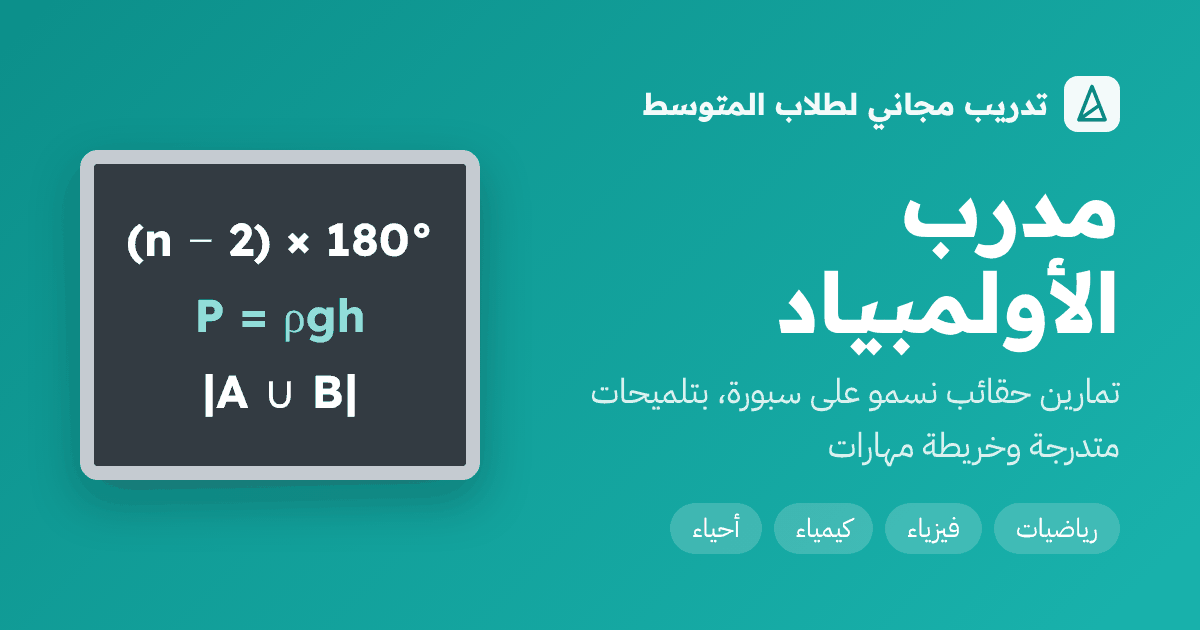 تدريب مجاني لطلاب المتوسط
مدرب
الأولمبياد
تمارين حقائب نسمو على سبورة، بتلميحات
متدرجة وخريطة مهارات
رياضيات
فيزياء
كيمياء
أحياء
(n − 2) × 180°
P = ρgh
|A ∪ B|